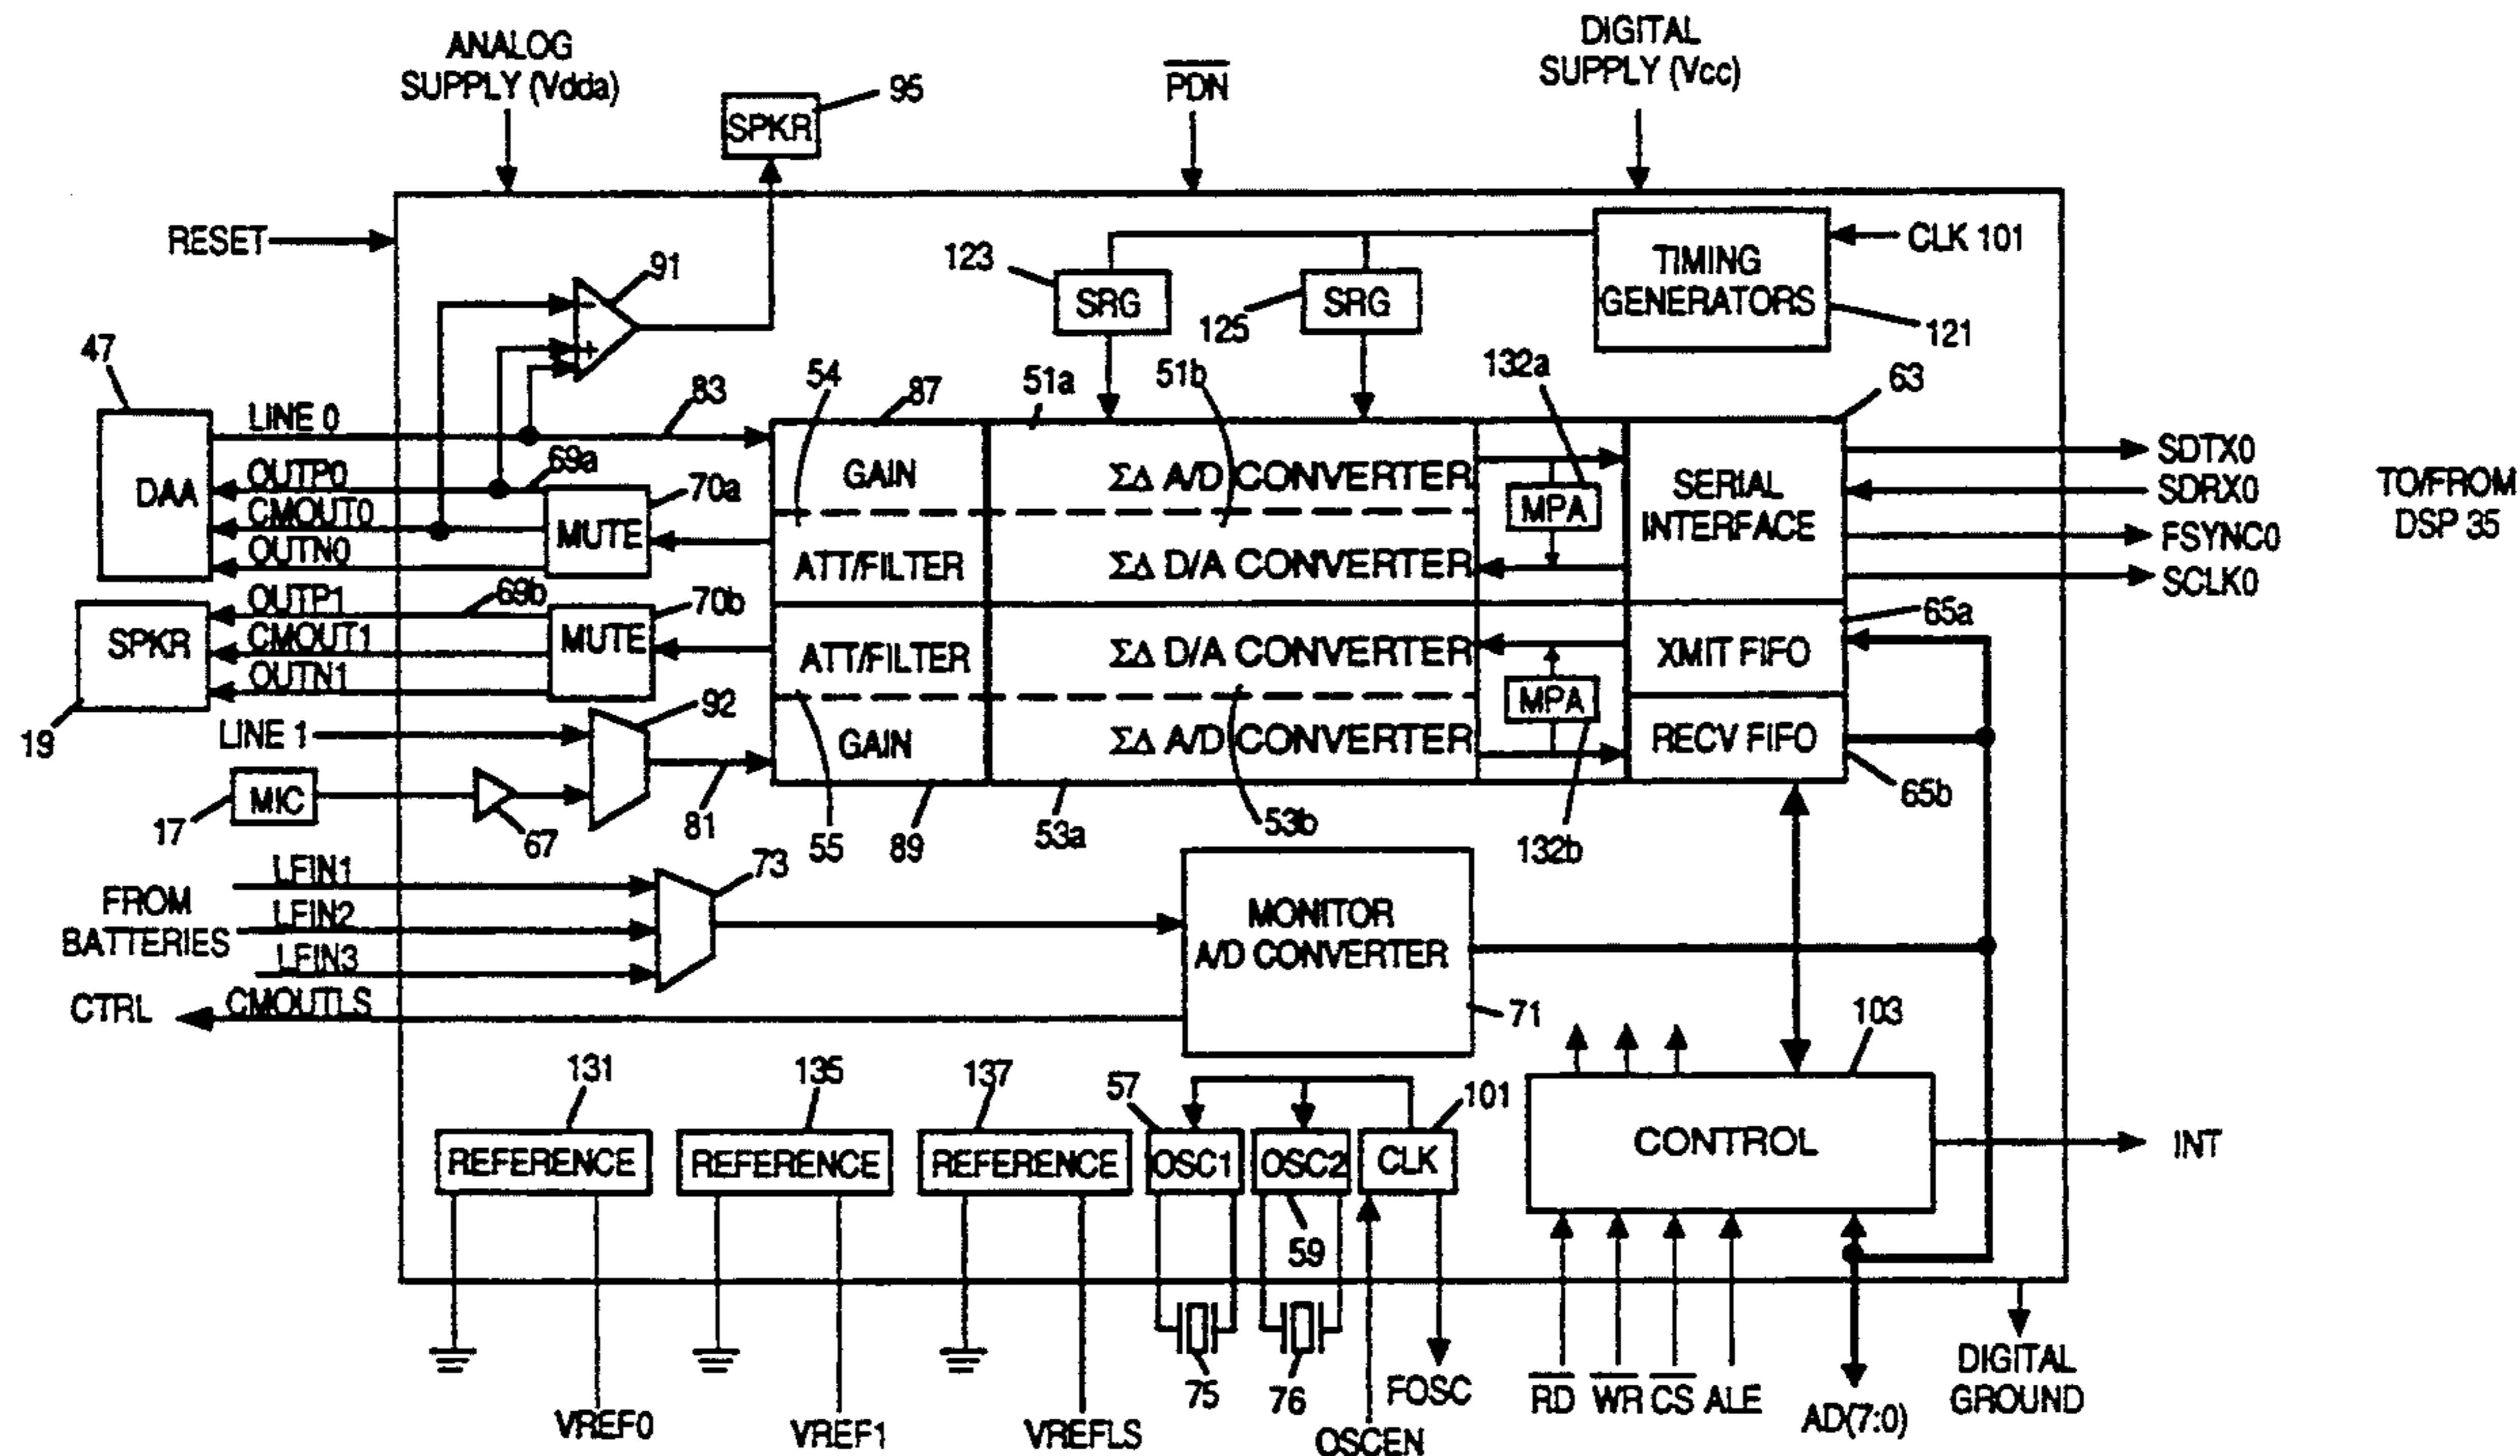 ANALOG
SUPPLY (Vdda)
SPKR
95
PDN
DIGITAL
SUPPLY (Vcc)
RESET
91
123
SRG
125
SRG
TIMING
GENERATORS
CLK 101
121
47
DAA
LINE 0
83
OUTP0
69a
CMOUT0
OUTN0
MUTE
70a
54
87
51a
51b
132a
63
GAIN
ΣΔ A/D CONVERTER
MPA
SERIAL
INTERFACE
ATT/FILTER
ΣΔ D/A CONVERTER
SDTX0
SDRX0
FSYNC0
SCLK0
TO/FROM
DSP 35
SPKR
19
OUTP1
69b
CMOUT1
OUTN1
MUTE
70b
ATT/FILTER
ΣΔ D/A CONVERTER
XMIT FIFO
65a
MPA
GAIN
ΣΔ A/D CONVERTER
RECV FIFO
65b
LINE 1
92
MIC
17
67
81
55
89
53a
53b
132b
FROM
BATTERIES
LFIN1
LFIN2
LFIN3
73
MONITOR
A/D CONVERTER
71
CTRL
CMOUTLS
103
CONTROL
INT
131
REFERENCE
135
REFERENCE
137
REFERENCE
57
OSC1
OSC2
59
CLK
101
75
76
VREF0
VREF1
VREFLS
OSCEN
FOSC
RD
WR
CS
ALE
AD(7:0)
DIGITAL
GROUND